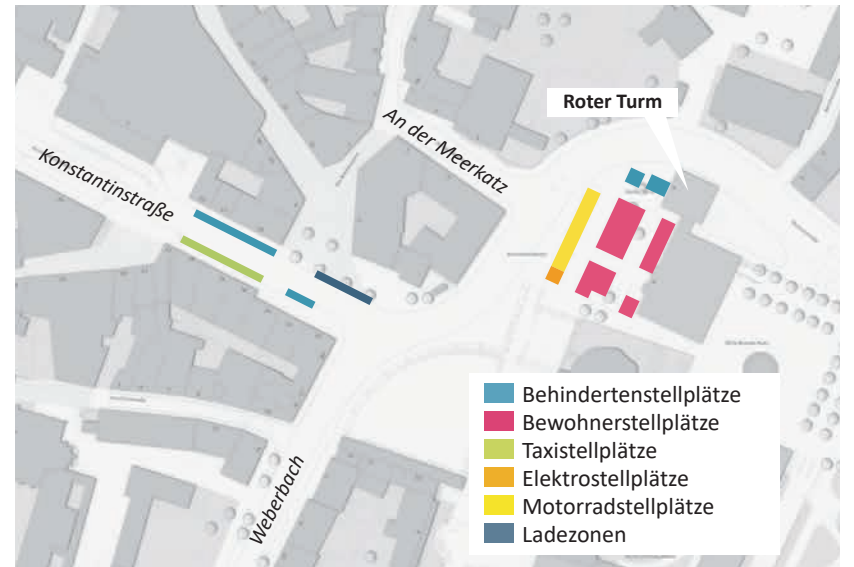 Roter Turm
An der Meerkatz
Konstantinstraße
Weberbach
Behindertenstellplätze
Bewohnerstellplätze
Taxistellplätze
Elektrostellplätze
Motorradstellplätze
Ladezonen